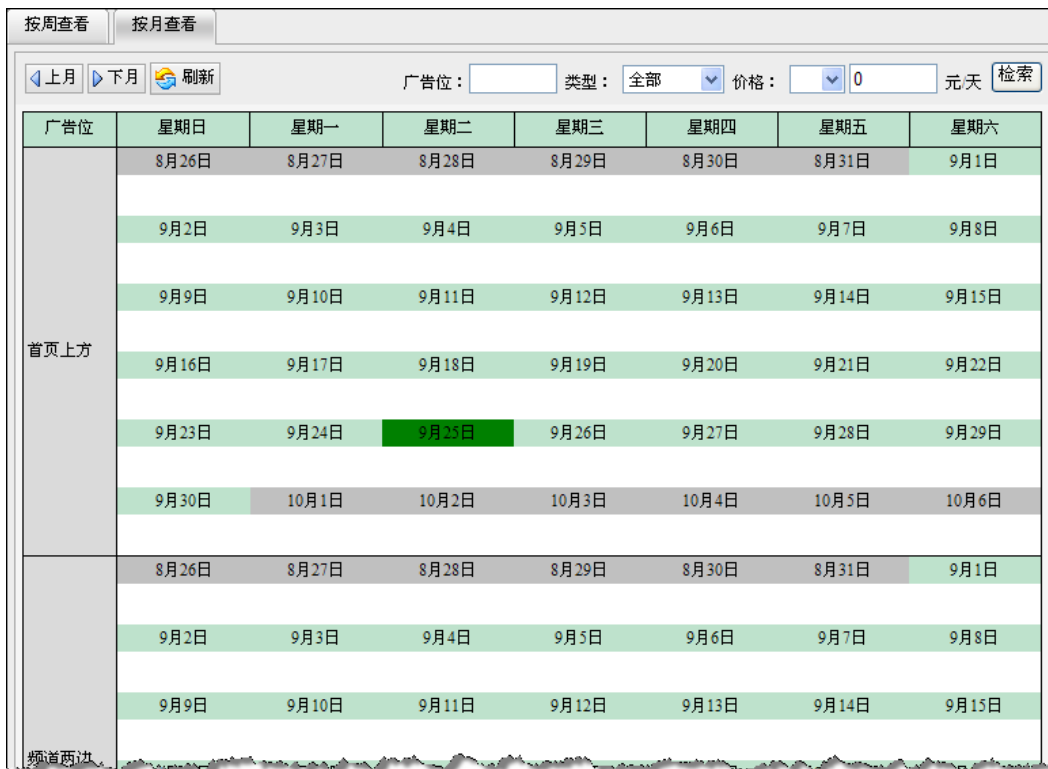 按周查看 按月查看
上月 下月 刷新 广告位： 类型： 全部 价格： 0 元/天 检索
广告位 星期日 星期一 星期二 星期三 星期四 星期五 星期六
8月26日 8月27日 8月28日 8月29日 8月30日 8月31日 9月1日
9月2日 9月3日 9月4日 9月5日 9月6日 9月7日 9月8日
9月9日 9月10日 9月11日 9月12日 9月13日 9月14日 9月15日
首页上方
9月16日 9月17日 9月18日 9月19日 9月20日 9月21日 9月22日
9月23日 9月24日 9月25日 9月26日 9月27日 9月28日 9月29日
9月30日 10月1日 10月2日 10月3日 10月4日 10月5日 10月6日
8月26日 8月27日 8月28日 8月29日 8月30日 8月31日 9月1日
9月2日 9月3日 9月4日 9月5日 9月6日 9月7日 9月8日
9月9日 9月10日 9月11日 9月12日 9月13日 9月14日 9月15日
频道两边